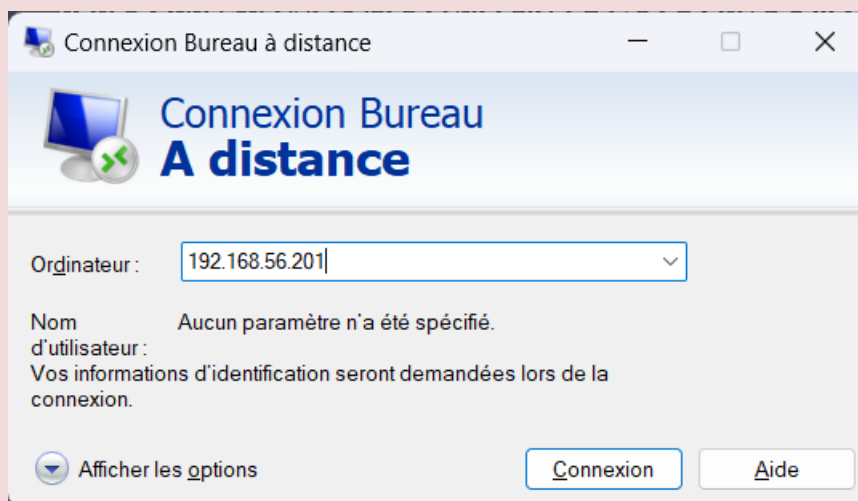 Connexion Bureau à distance
Connexion Bureau
A distance
Ordinateur :
192.168.56.201
Nom
d'utilisateur :
Aucun paramètre n'a été spécifié.
Vos informations d'identification seront demandées lors de la
connexion.
Afficher les options
Connexion
Aide